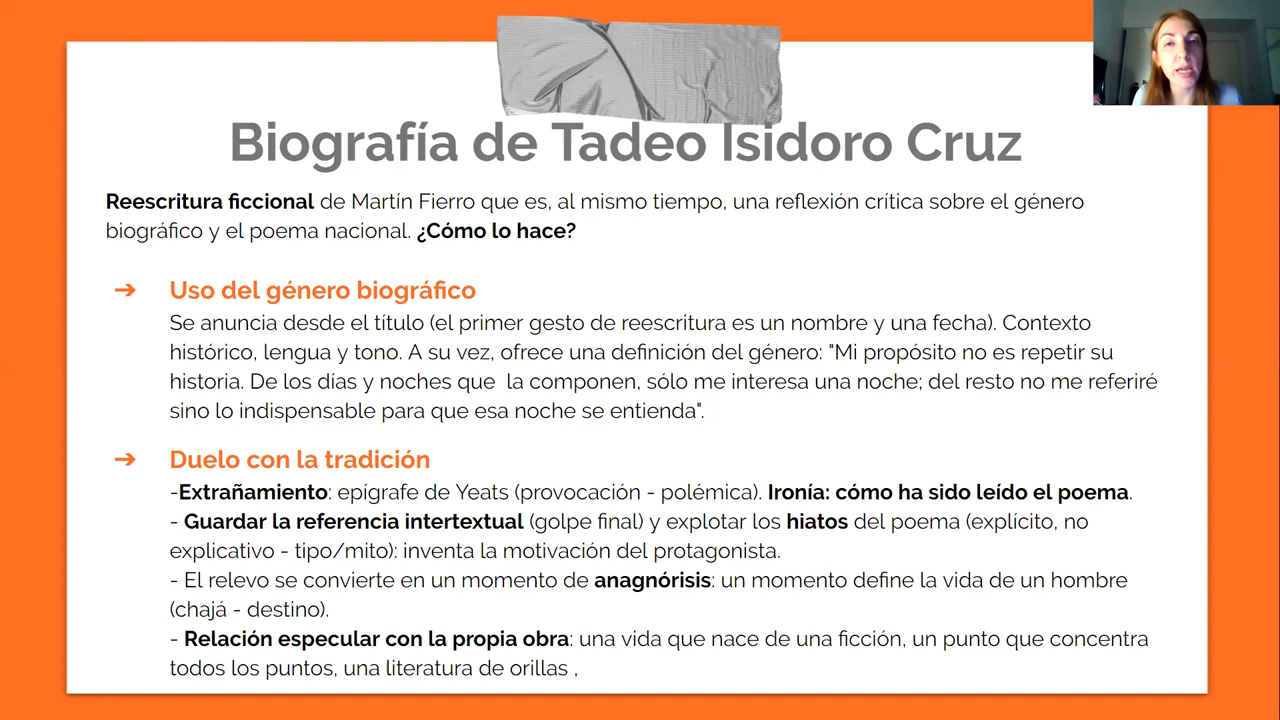 Biografía de Tadeo Isidoro Cruz
Reescritura ficcional de Martín Fierro que es, al mismo tiempo, una reflexión crítica sobre el género
biográfico y el poema nacional. ¿Cómo lo hace?
➔ Uso del género biográfico
Se anuncia desde el título (el primer gesto de reescritura es un nombre y una fecha). Contexto
histórico, lengua y tono. A su vez, ofrece una definición del género: "Mi propósito no es repetir su
historia. De los días y noches que la componen, sólo me interesa una noche; del resto no me referiré
sino lo indispensable para que esa noche se entienda".
➔ Duelo con la tradición
-Extrañamiento: epígrafe de Yeats (provocación - polémica). Ironía: cómo ha sido leído el poema.
- Guardar la referencia intertextual (golpe final) y explotar los hiatos del poema (explícito, no
explicativo - tipo/mito): inventa la motivación del protagonista.
- El relevo se convierte en un momento de anagnórisis: un momento define la vida de un hombre
(chajá - destino).
- Relación especular con la propia obra: una vida que nace de una ficción, un punto que concentra
todos los puntos, una literatura de orillas ,